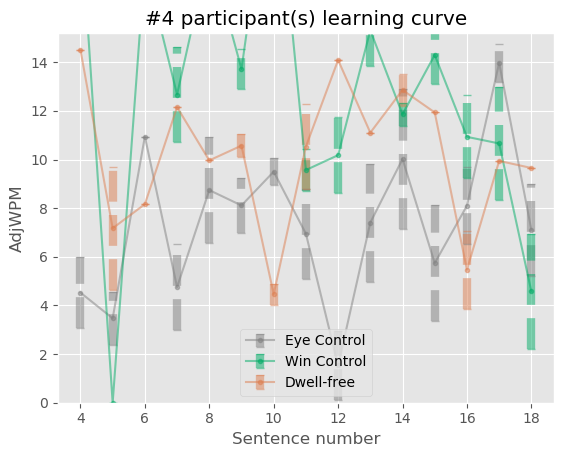 #4 participant(s) learning curve
14
12
10
8
6
4
2
0
AdjWPM
Eye Control
Win Control
Dwell-free
4 6 8 10 12 14 16 18
Sentence number